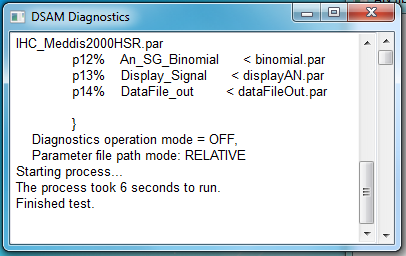 DSAM Diagnostics
IHC_Meddis2000HSR.par
p12% An_SG_Binomial < binomial.par
p13% Display_Signal < displayAN.par
p14% DataFile_out < dataFileOut.par
}
Diagnostics operation mode = OFF,
Parameter file path mode: RELATIVE
Starting process...
The process took 6 seconds to run.
Finished test.